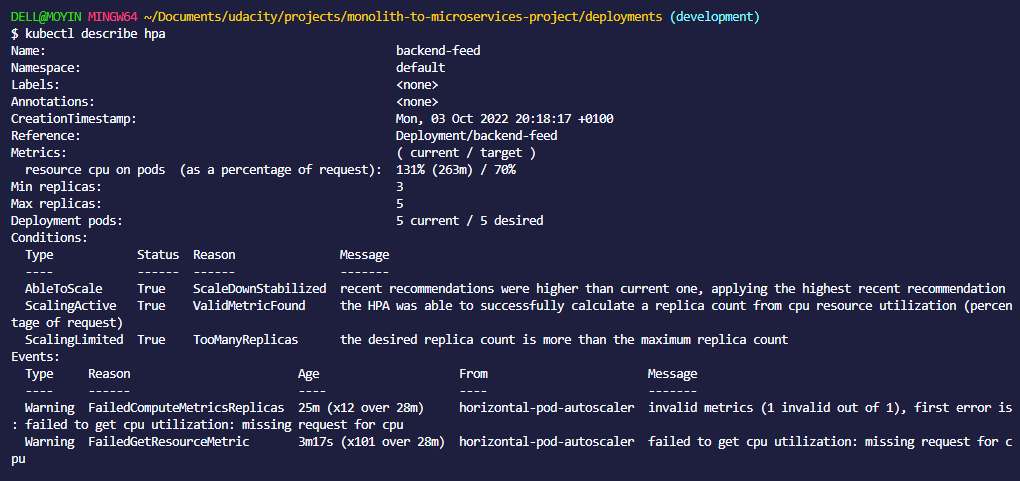 DELL@MOYIN MINGW64 ~/Documents/udacity/projects/monolith-to-microservices-project/deployments (development)
$ kubectl describe hpa
Name:                                                  backend-feed
Namespace:                                             default
Labels:                                                <none>
Annotations:                                           <none>
CreationTimestamp:                                     Mon, 03 Oct 2022 20:18:17 +0100
Reference:                                             Deployment/backend-feed
Metrics:                                               ( current / target )
  resource cpu on pods  (as a percentage of request):  131% (263m) / 70%
Min replicas:                                          3
Max replicas:                                          5
Deployment pods:                                       5 current / 5 desired
Conditions:
  Type            Status  Reason              Message
  ----            ------  ------              -------
  AbleToScale     True    ScaleDownStabilized  recent recommendations were higher than current one, applying the highest recent recommendation
  ScalingActive   True    ValidMetricFound    the HPA was able to successfully calculate a replica count from cpu resource utilization (percen
tage of request)
  ScalingLimited  True    TooManyReplicas     the desired replica count is more than the maximum replica count
Events:
  Type     Reason                        Age                   From                       Message
  ----     ------                        ----                  ----                       -------
  Warning  FailedComputeMetricsReplicas  25m (x12 over 28m)    horizontal-pod-autoscaler  invalid metrics (1 invalid out of 1), first error is
: failed to get cpu utilization: missing request for cpu
  Warning  FailedGetResourceMetric       3m17s (x101 over 28m)  horizontal-pod-autoscaler  failed to get cpu utilization: missing request for c
pu